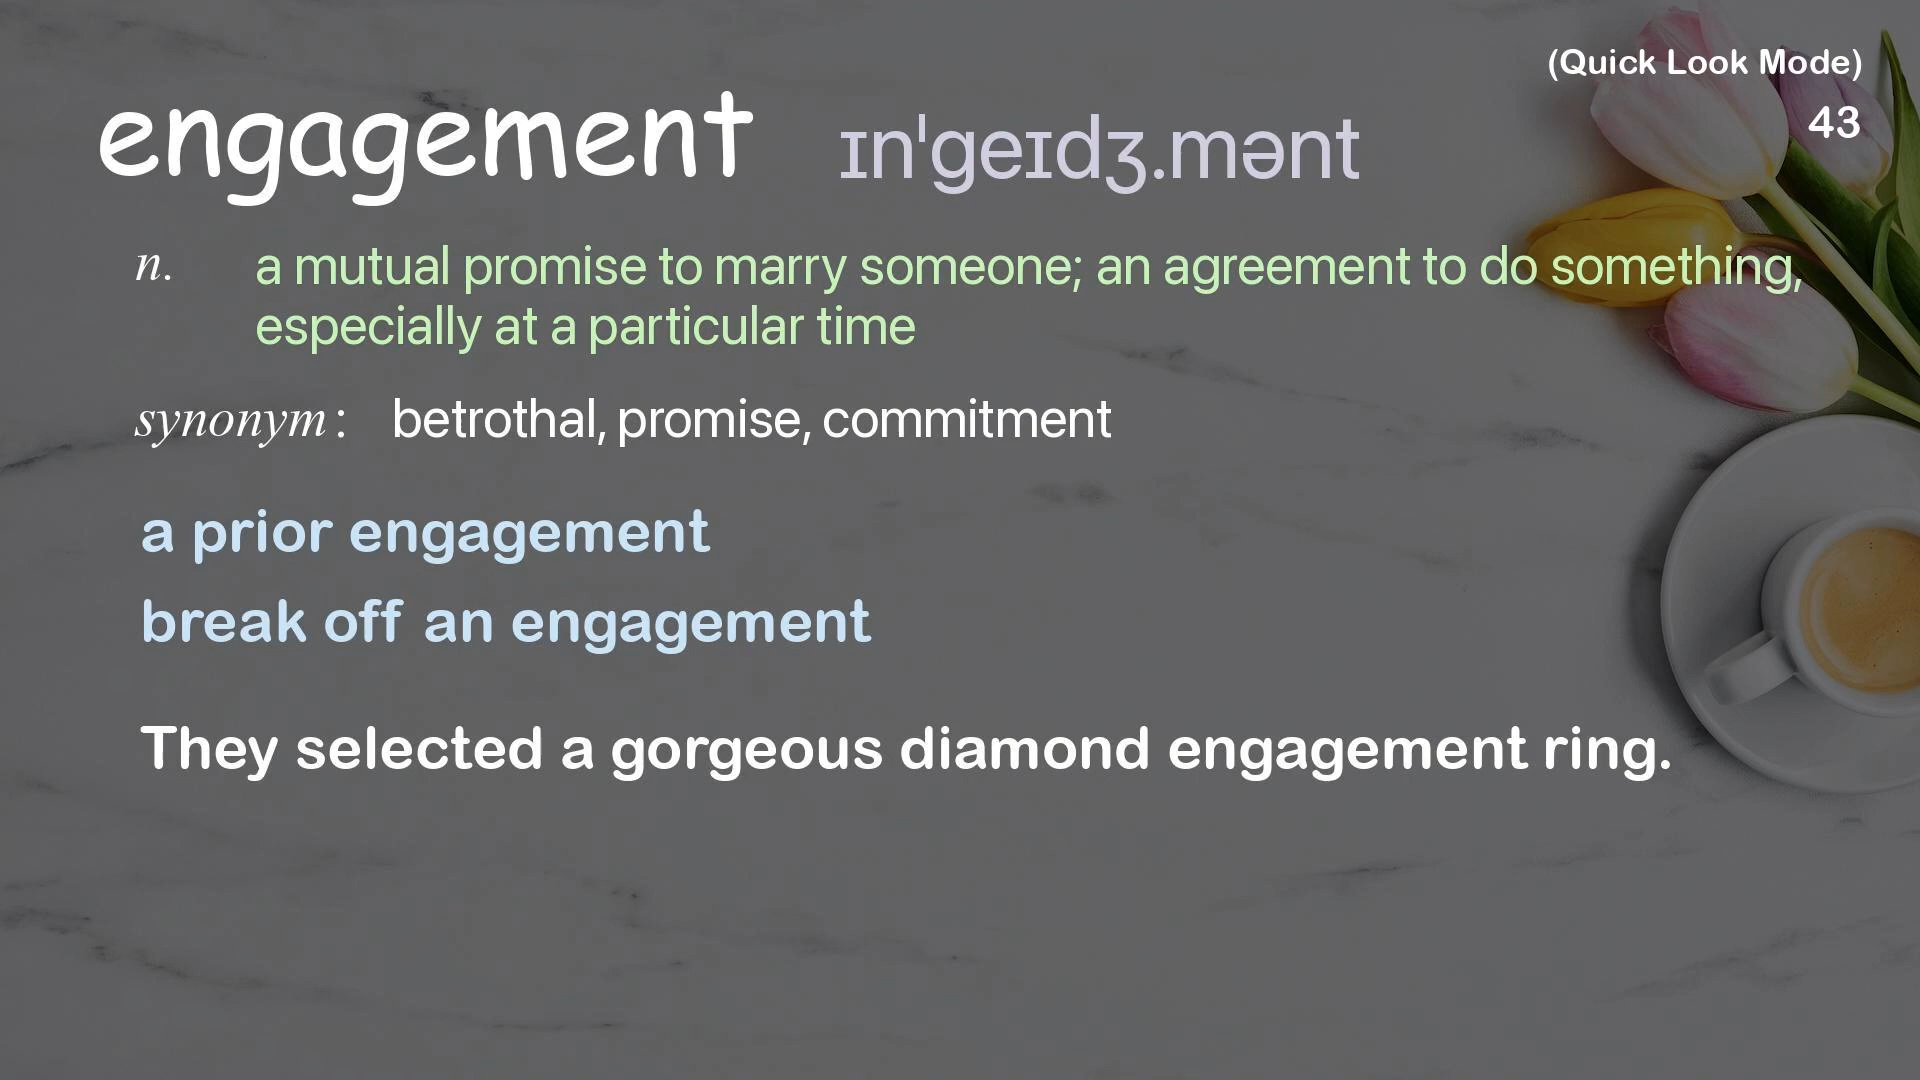 (Quick Look Mode)
43
engagement ɪnˈɡeɪdʒ.mənt
n. a mutual promise to marry someone; an agreement to do something,
especially at a particular time
synonym : betrothal, promise, commitment
a prior engagement
break off an engagement
They selected a gorgeous diamond engagement ring.